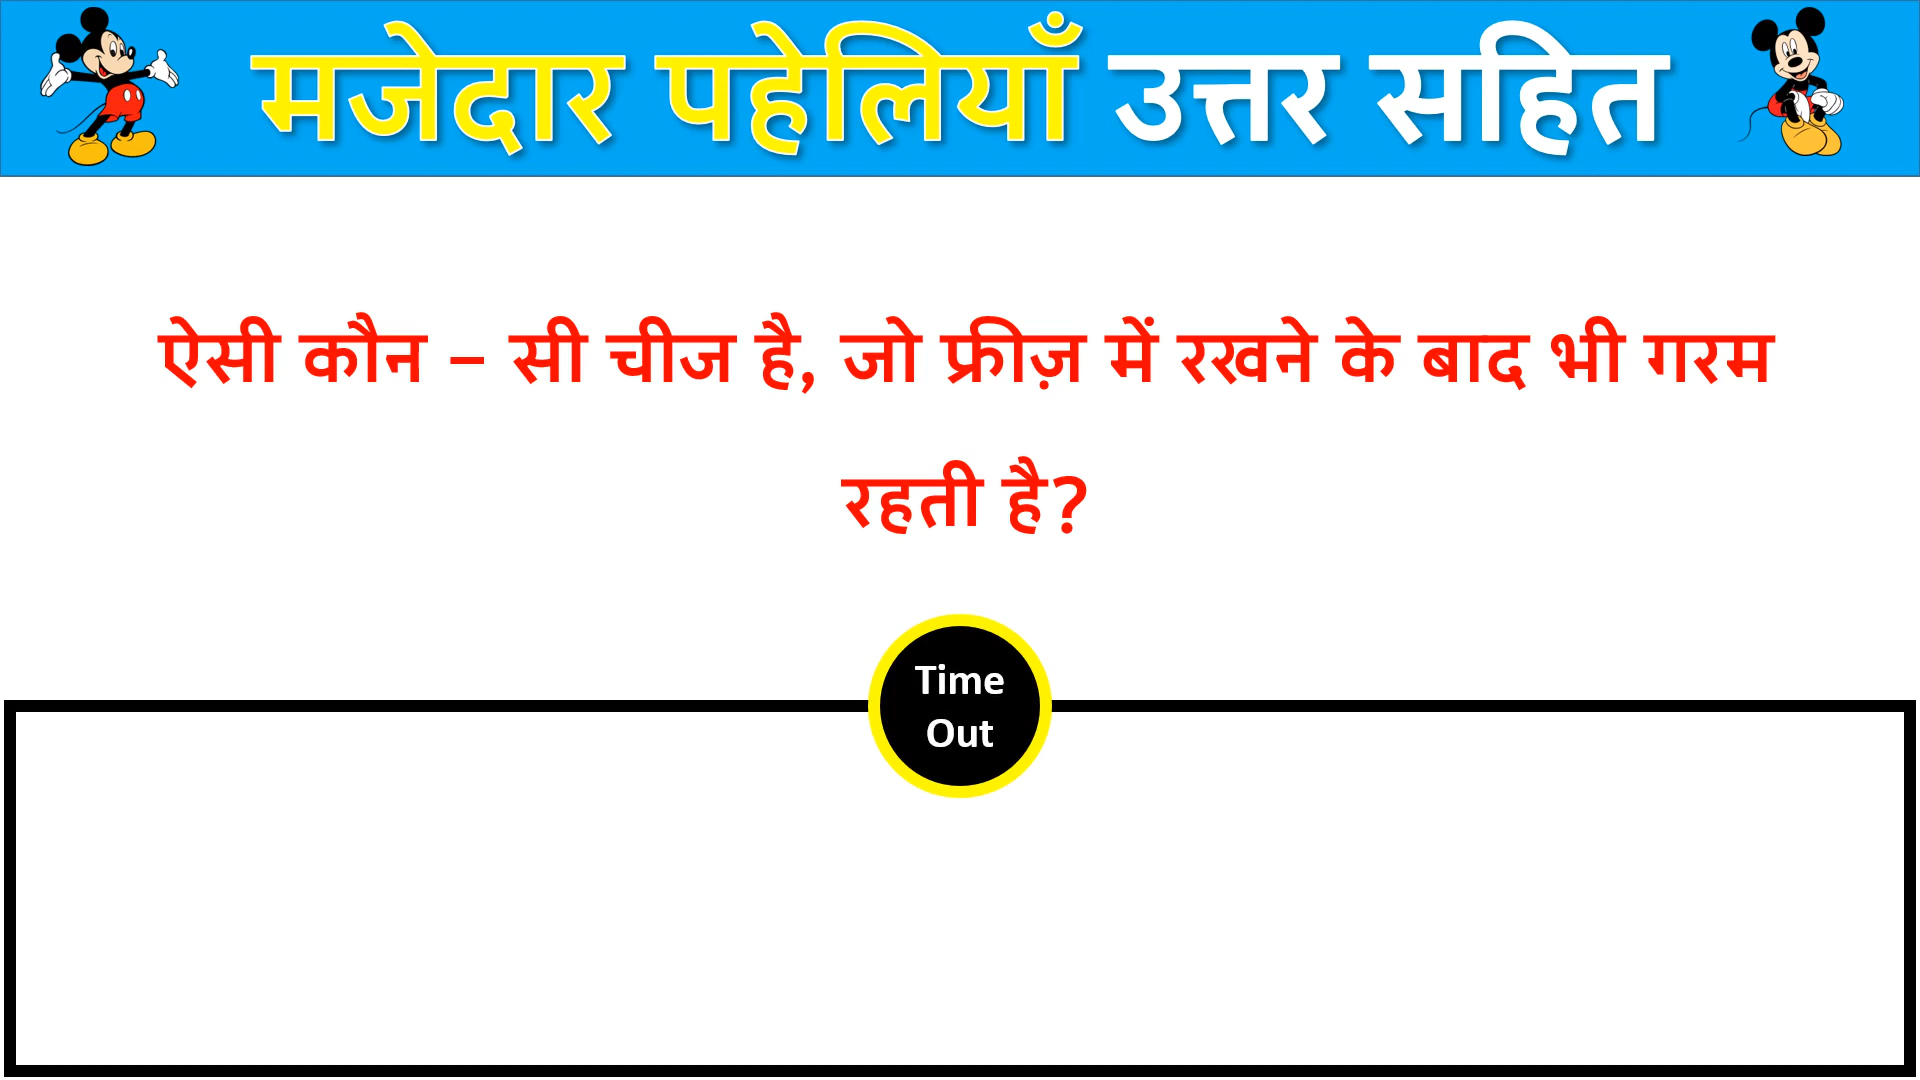 मजेदार पहेलियाँ उत्तर सहित
ऐसी कौन – सी चीज है, जो फ्रीज़ में रखने के बाद भी गरम
रहती है?
Time
Out